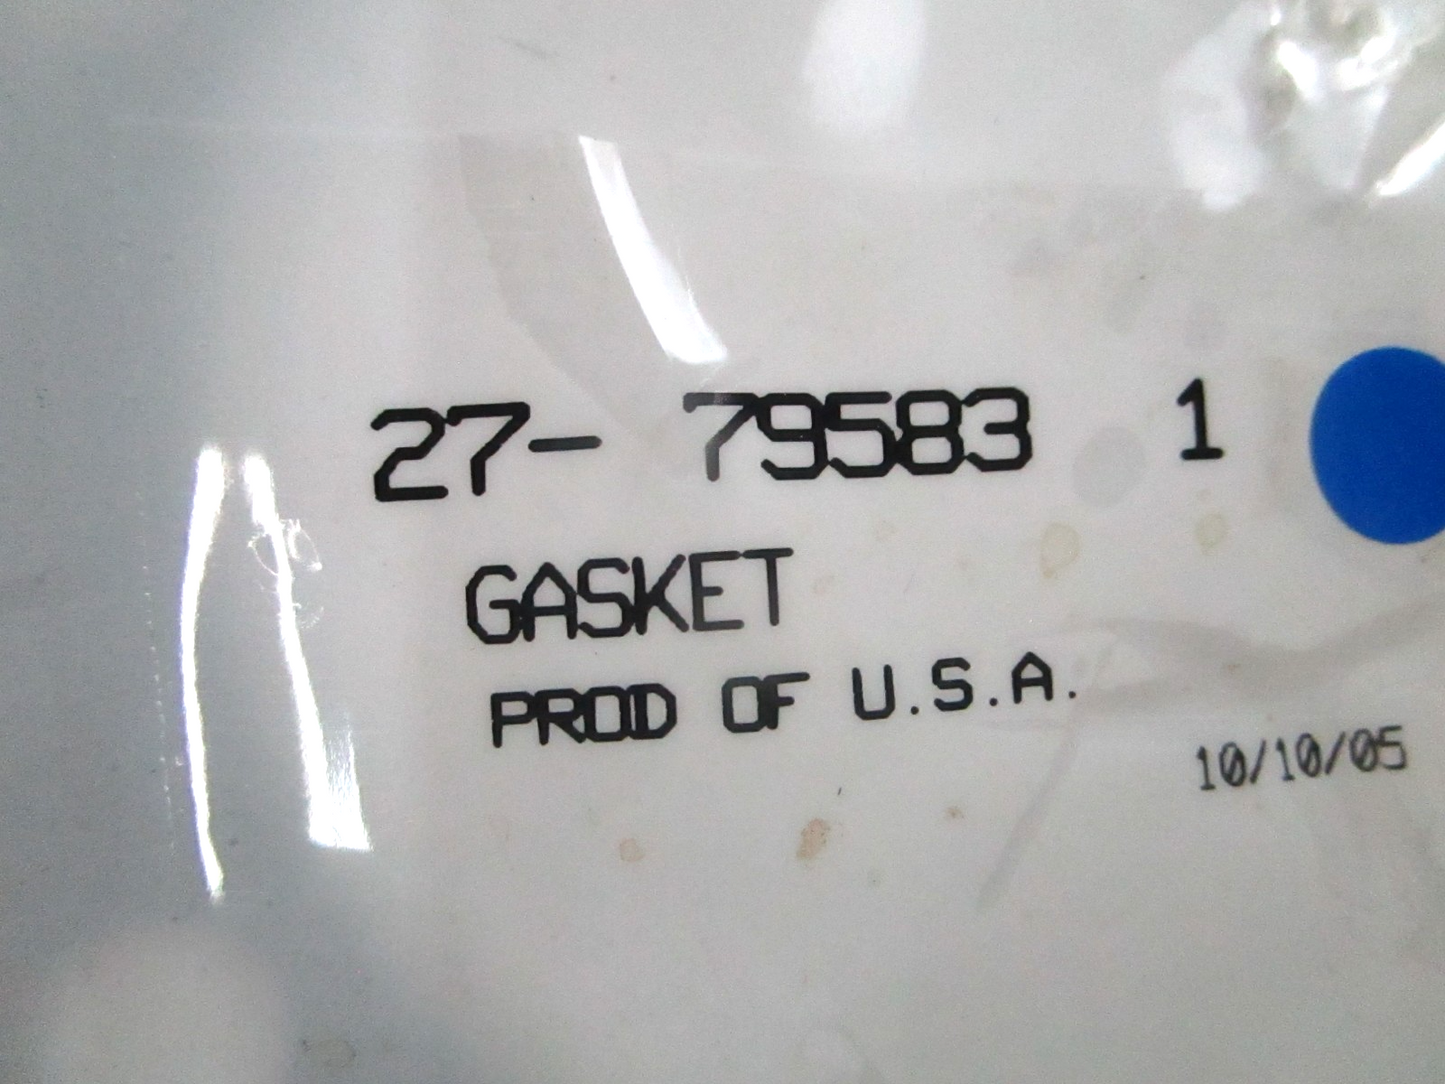 27- 79583 1
GASKET
PROD OF U.S.A.
10/10/05